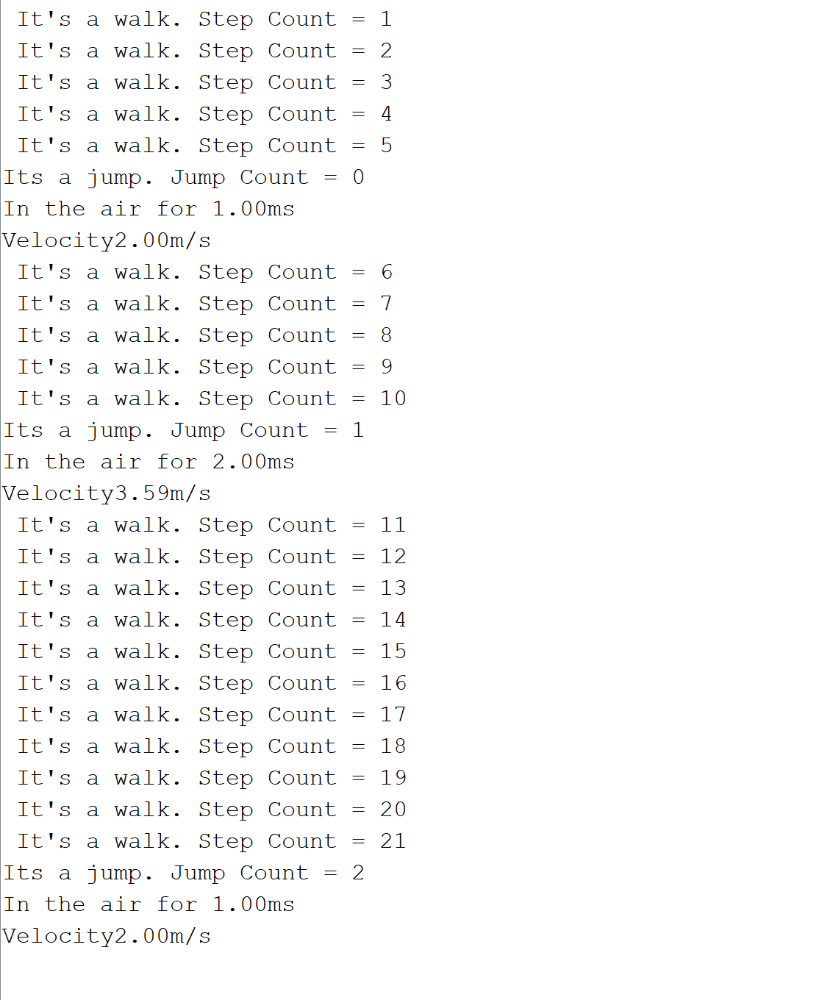 It's a walk. Step Count = 1
It's a walk. Step Count = 2
It's a walk. Step Count = 3
It's a walk. Step Count = 4
It's a walk. Step Count = 5
Its a jump. Jump Count = 0
In the air for 1.00ms
Velocity2.00m/s
It's a walk. Step Count = 6
It's a walk. Step Count = 7
It's a walk. Step Count = 8
It's a walk. Step Count = 9
It's a walk. Step Count = 10
Its a jump. Jump Count = 1
In the air for 2.00ms
Velocity3.59m/s
It's a walk. Step Count = 11
It's a walk. Step Count = 12
It's a walk. Step Count = 13
It's a walk. Step Count = 14
It's a walk. Step Count = 15
It's a walk. Step Count = 16
It's a walk. Step Count = 17
It's a walk. Step Count = 18
It's a walk. Step Count = 19
It's a walk. Step Count = 20
It's a walk. Step Count = 21
Its a jump. Jump Count = 2
In the air for 1.00ms
Velocity2.00m/s